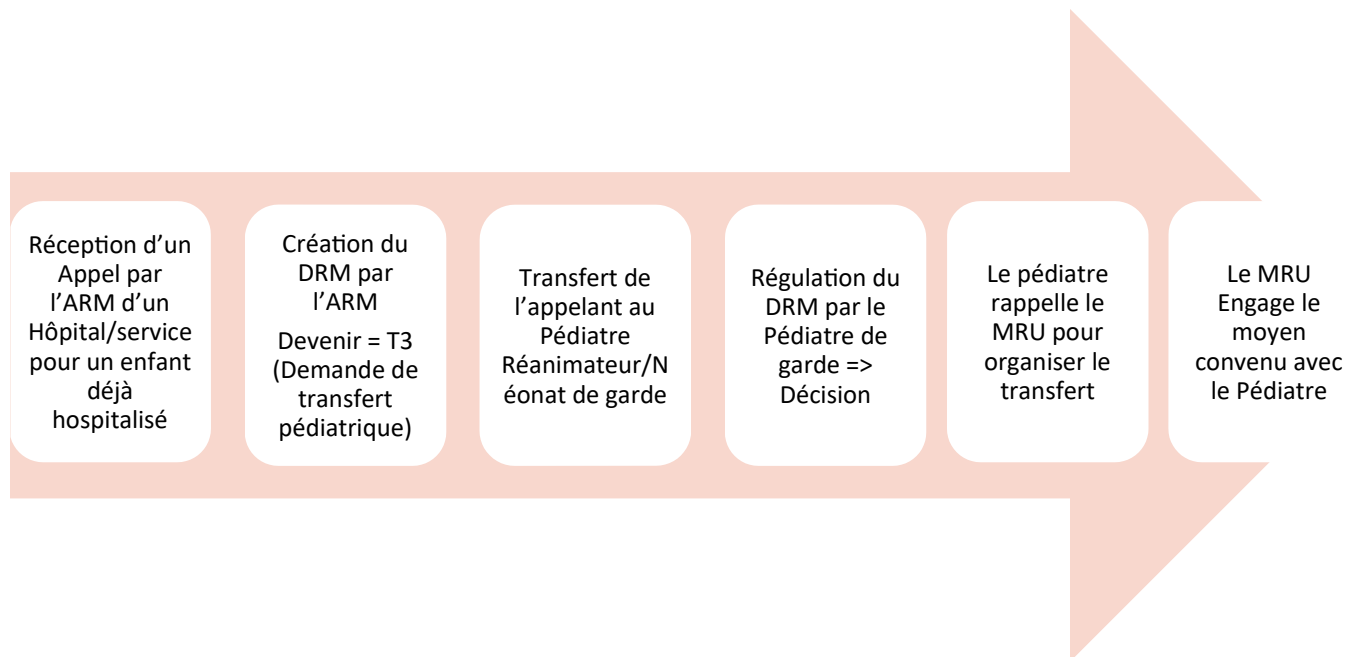 Réception d’un
Appel par
l’ARM d’un
Hôpital/service
pour un enfant
déjà
hospitalisé
Création du
DRM par
l’ARM
Devenir = T3
(Demande de
transfert
pédiatrique)
Transfert de
l’appelant au
Pédiatre
Réanimateur/N
éonat de garde
Régulation du
DRM par le
Pédiatre de
garde =>
Décision
Le pédiatre
rappelle le
MRU pour
organiser le
transfert
Le MRU
Engage le
moyen
convenu avec
le Pédiatre